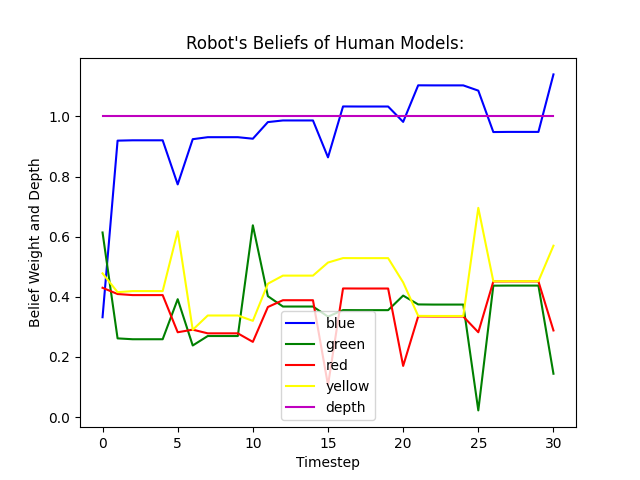 Robot's Beliefs of Human Models:
Belief Weight and Depth
1.0
0.8
0.6
0.4
0.2
0.0
blue
green
red
yellow
depth
0 5 10 15 20 25 30
Timestep